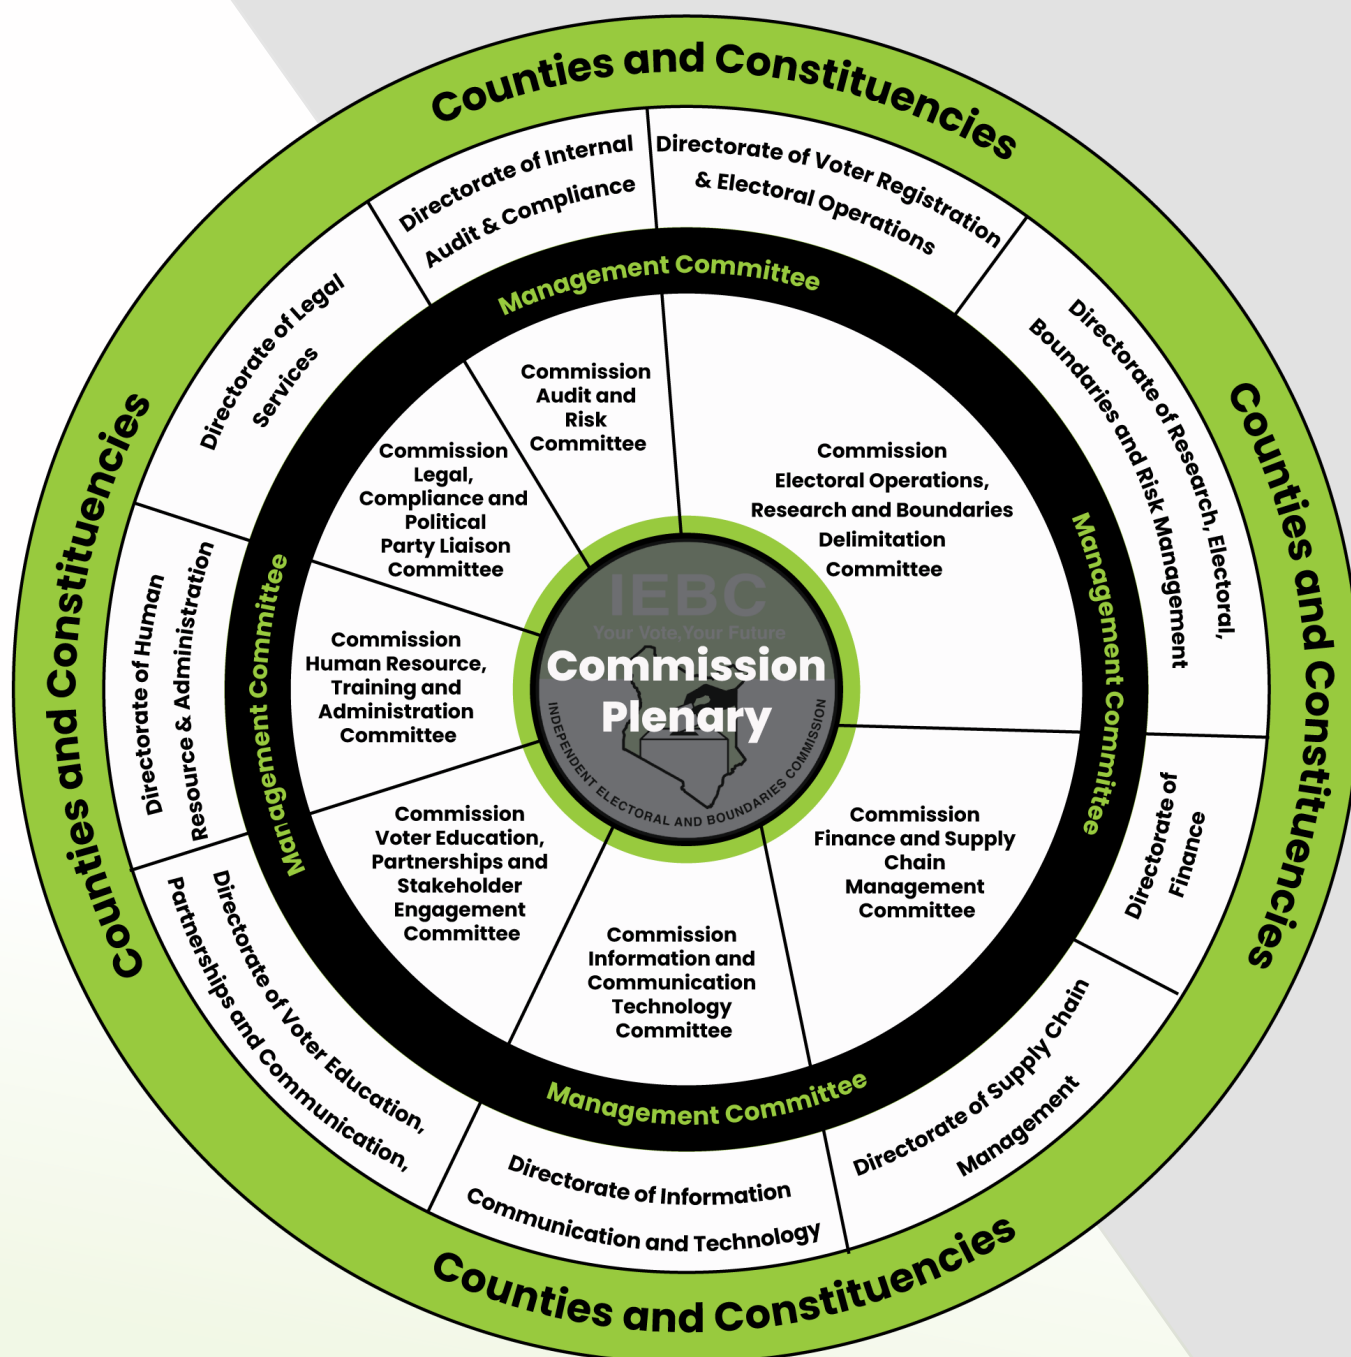 Counties and Constituencies
Counties and Constituencies
Counties and Constituencies
Counties and Constituencies
Directorate of Internal
Audit & Compliance
Directorate of Voter Registration
& Electoral Operations
Directorate of Research, Electoral,
Boundaries and Risk Management
Directorate of
Finance
Directorate of Supply Chain
Management
Directorate of Information
Communication and Technology
Directorate of Voter Education,
Partnerships and Communication,
Directorate of Human
Resource & Administration
Directorate of Legal
Services
Management Committee
Management Committee
Management Committee
Management Committee
Commission
Audit and
Risk
Committee
Commission
Electoral Operations,
Research and Boundaries
Delimitation
Committee
Commission
Finance and Supply
Chain
Management
Committee
Commission
Information and
Communication
Technology
Committee
Commission
Voter Education,
Partnerships and
Stakeholder
Engagement
Committee
Commission
Human Resource,
Training and
Administration
Committee
Commission
Legal,
Compliance and
Political
Party Liaison
Committee
IEBC
Your Vote,Your Future
Commission
Plenary
INDEPENDENT ELECTORAL AND BOUNDARIES COMMISSION